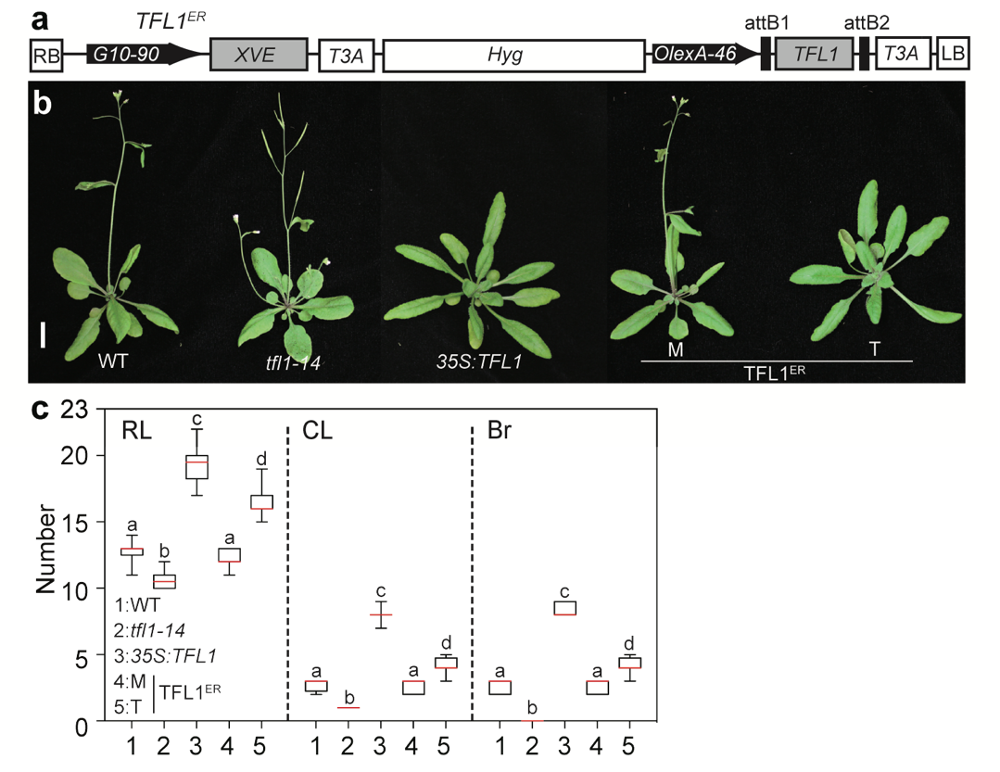 a
TFL1ER
attB1 attB2
RB G10-90 XVE T3A Hyg OlexA-46 TFL1 T3A LB
b
WT tfl1-14 35S:TFL1 M T
TFL1ER
c
Number
23
20
15
10
5
0
RL CL Br
a b c a d
a b c a d
a b c a d
1:WT
2:tfl1-14
3:35S:TFL1
4:M
5:T
TFL1ER
1 2 3 4 5 1 2 3 4 5 1 2 3 4 5